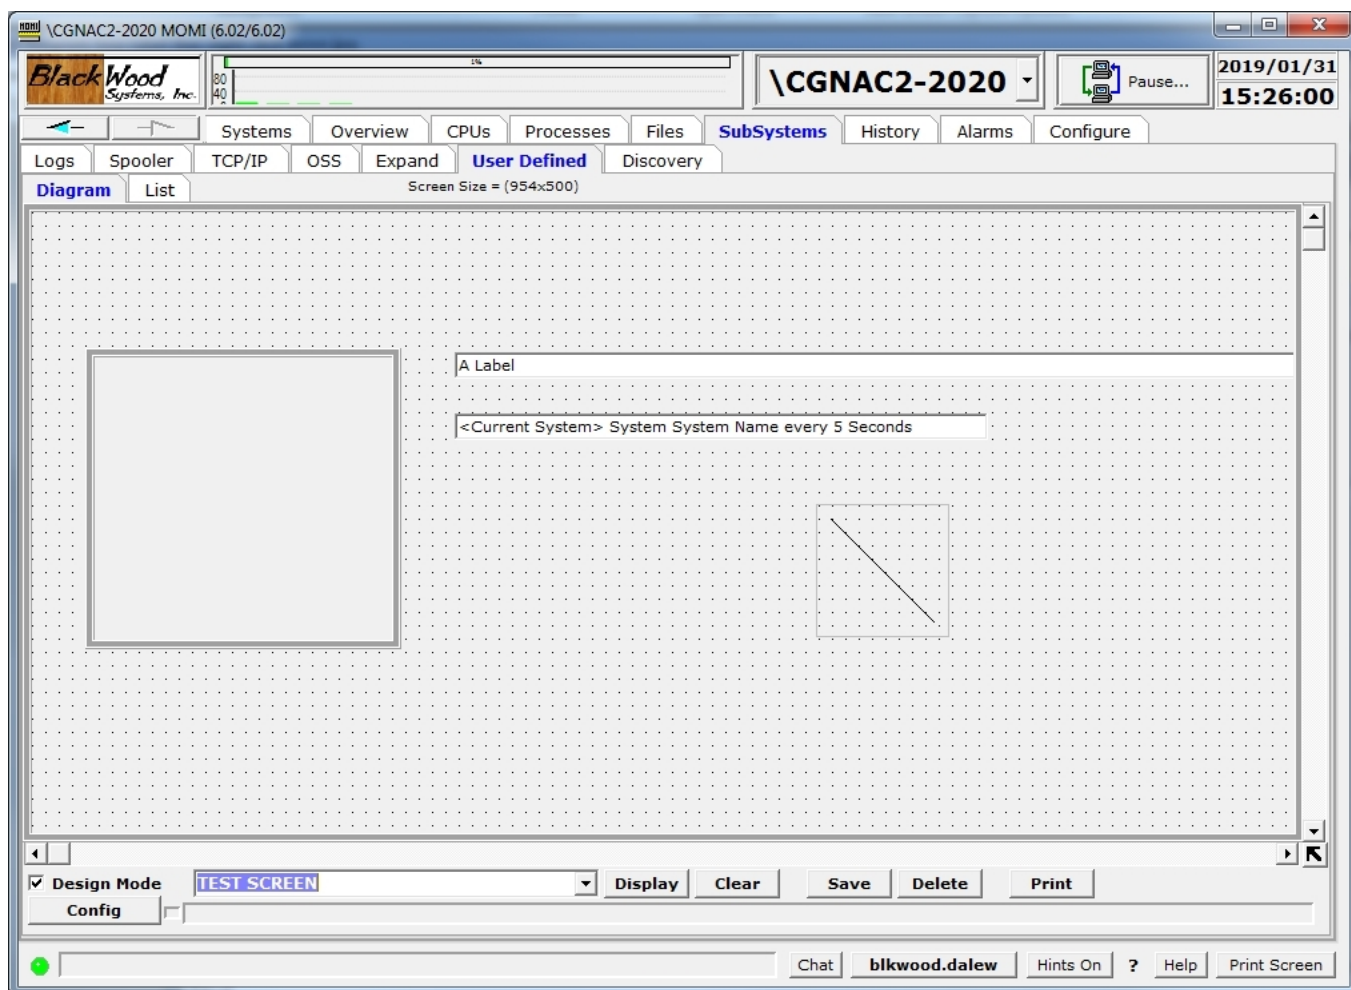 MOMI \CGNAC2-2020 MOMI (6.02/6.02)
BlackWood
Systems, Inc.
1%
80
40
\CGNAC2-2020
Pause...
2019/01/31
15:26:00
Systems Overview CPUs Processes Files SubSystems History Alarms Configure
Logs Spooler TCP/IP OSS Expand User Defined Discovery
Diagram List Screen Size = (954x500)
A Label
<Current System> System System Name every 5 Seconds
Design Mode TEST SCREEN Display Clear Save Delete Print
Config
Chat blkwood.dalew Hints On ? Help Print Screen